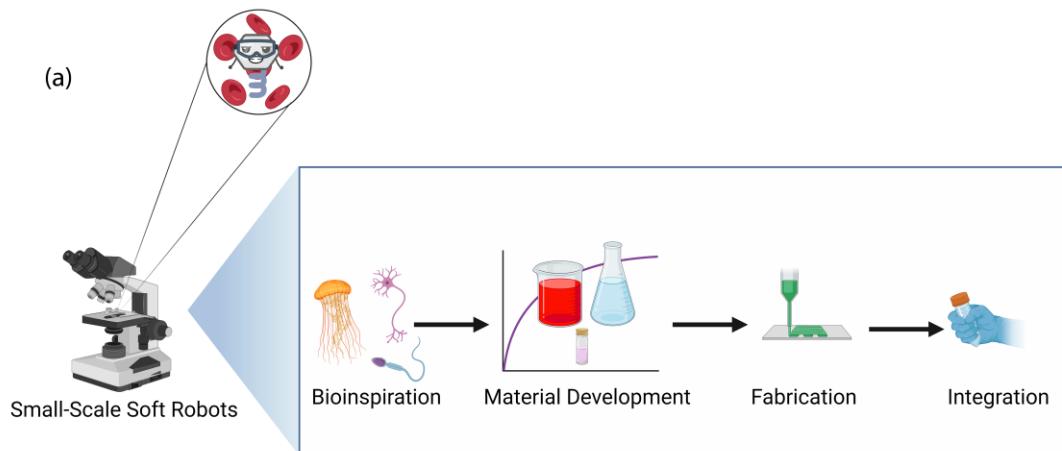 (a)
Small-Scale Soft Robots
Bioinspiration
Material Development
Fabrication
Integration